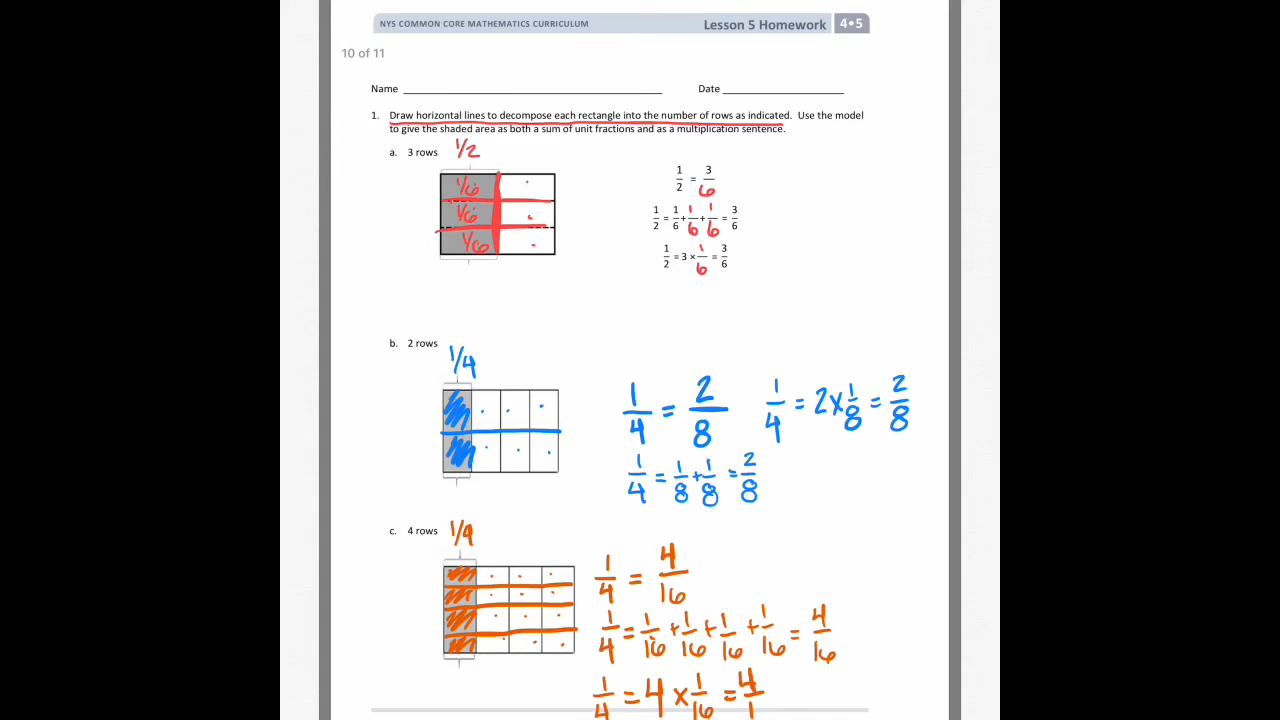 NYS COMMON CORE MATHEMATICS CURRICULUM Lesson 5 Homework 4•5
10 of 11
Name Date
1. Draw horizontal lines to decompose each rectangle into the number of rows as indicated. Use the model
to give the shaded area as both a sum of unit fractions and as a multiplication sentence.
a. 3 rows 1/2
1/6
1/6
1/6
1/2 = 3/6
1/2 = 1/6 + 1/6 + 1/6 = 3/6
1/2 = 3 × 1/6 = 3/6
b. 2 rows
1/4
1/4 = 2/8 1/4 = 2 x 1/8 = 2/8
1/4 = 1/8 + 1/8 = 2/8
c. 4 rows 1/4
1/4 = 4/16
1/4 = 1/16 + 1/16 + 1/16 + 1/16 = 4/16
1/4 = 4 x 1/16 = 4/1